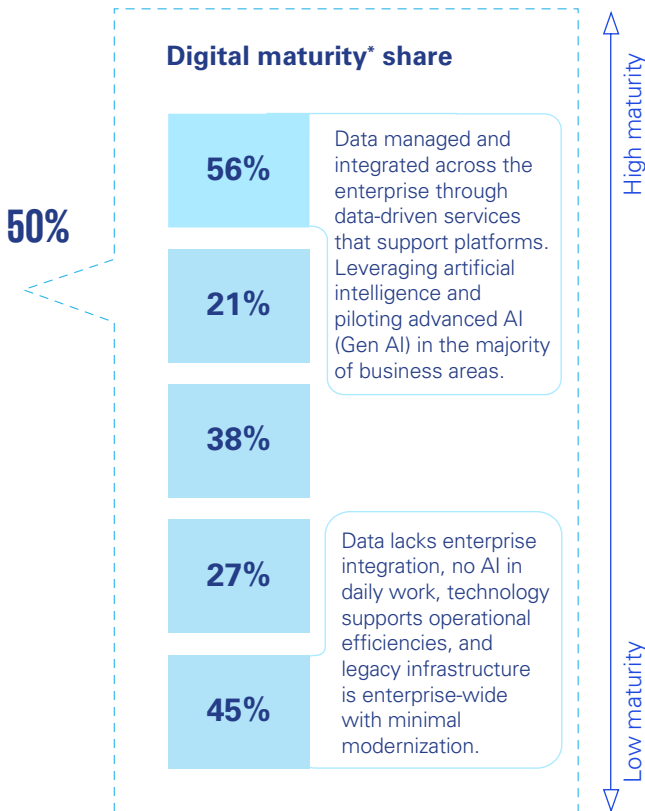 Digital maturity* share
50%
56%
Data managed and
integrated across the
enterprise through
data-driven services
that support platforms.
Leveraging artificial
intelligence and
piloting advanced AI
(Gen AI) in the majority
of business areas.
21%
38%
27%
Data lacks enterprise
integration, no AI in
daily work, technology
supports operational
efficiencies, and
legacy infrastructure
is enterprise-wide
with minimal
modernization.
45%
High maturity
Low maturity